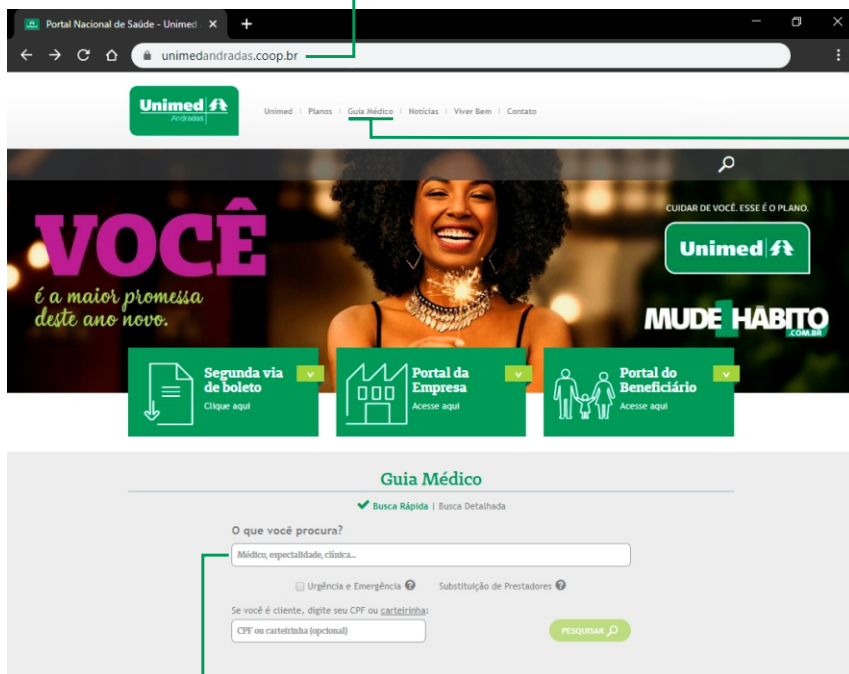 Portal Nacional de Saúde - Unimed
unimedandradas.coop.br
Unimed
Andradas
Unimed | Planos | Guia Médico | Notícias | Viver Bem | Contato
VOCÊ
é a maior promessa
deste ano novo.
CUIDAR DE VOCÊ. ESSE É O PLANO.
Unimed
MUDE1HÁBITO
.COM.BR
Segunda via
de boleto
Clique aqui
Portal da
Empresa
Acesse aqui
Portal do
Beneficiário
Acesse aqui
Guia Médico
Busca Rápida | Busca Detalhada
O que você procura?
Médico, especialidade, clínica...
Urgência e Emergência ? Substituição de Prestadores ?
Se você é cliente, digite seu CPF ou carteirinha:
CPF ou carteirinha (opcional)
PESQUISAR